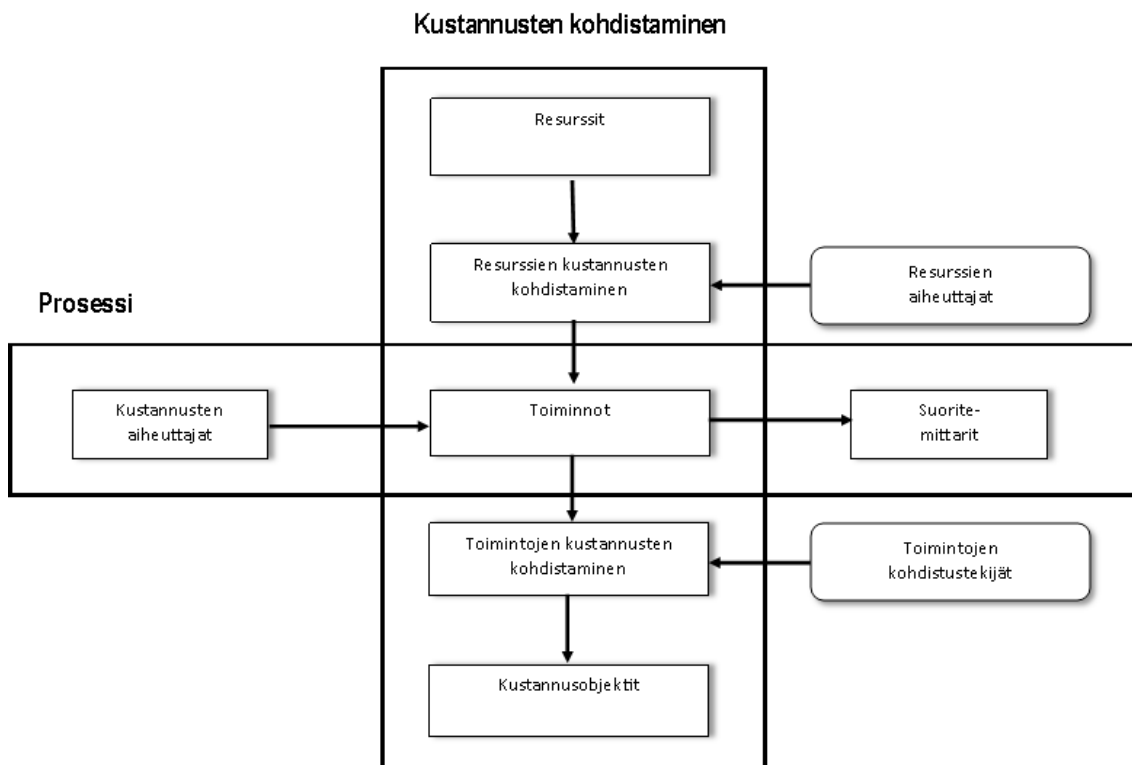 Kustannusten kohdistaminen
Resurssit
Resurssien kustannusten
kohdistaminen
Resurssien
aiheuttajat
Prosessi
Kustannusten
aiheuttajat
Toiminnot
Suorite-
mittarit
Toimintojen kustannusten
kohdistaminen
Toimintojen
kohdistustekijät
Kustannusobjektit